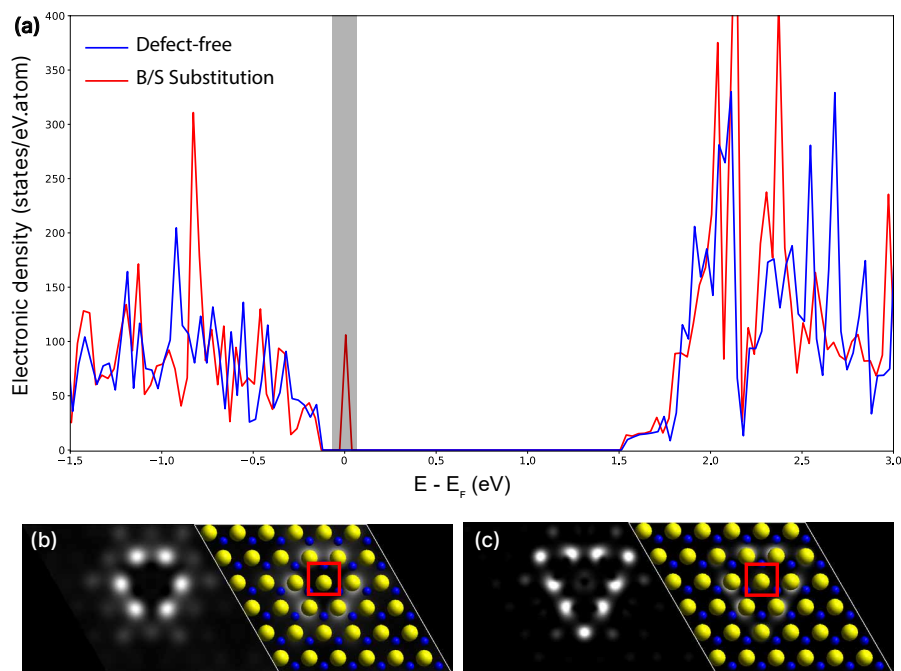 (a)
400
350
300
250
200
150
100
50
0
Electronic density (states/eV.atom)
Defect-free
B/S Substitution
−1.5 −1.0 −0.5 0 0.5 1.0 1.5 2.0 2.5 3.0
E - E_F (eV)
(b) (c)